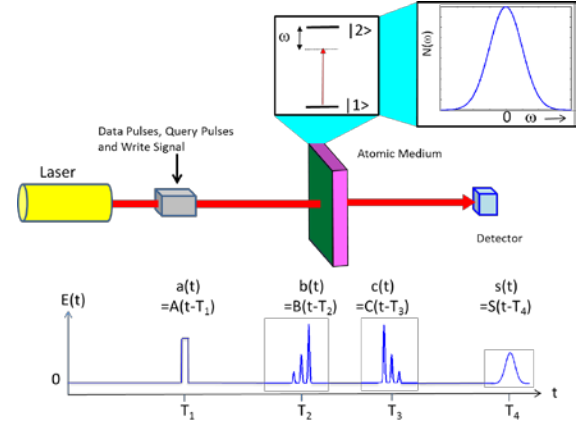 ω
|2>
|1>
N(ω)
0 ω
Data Pulses, Query Pulses
and Write Signal
Atomic Medium
Laser
Detector
a(t) b(t) c(t) s(t)
E(t) =A(t-T₁) =B(t-T₂) =C(t-T₃) =S(t-T₄)
0
t
T₁ T₂ T₃ T₄